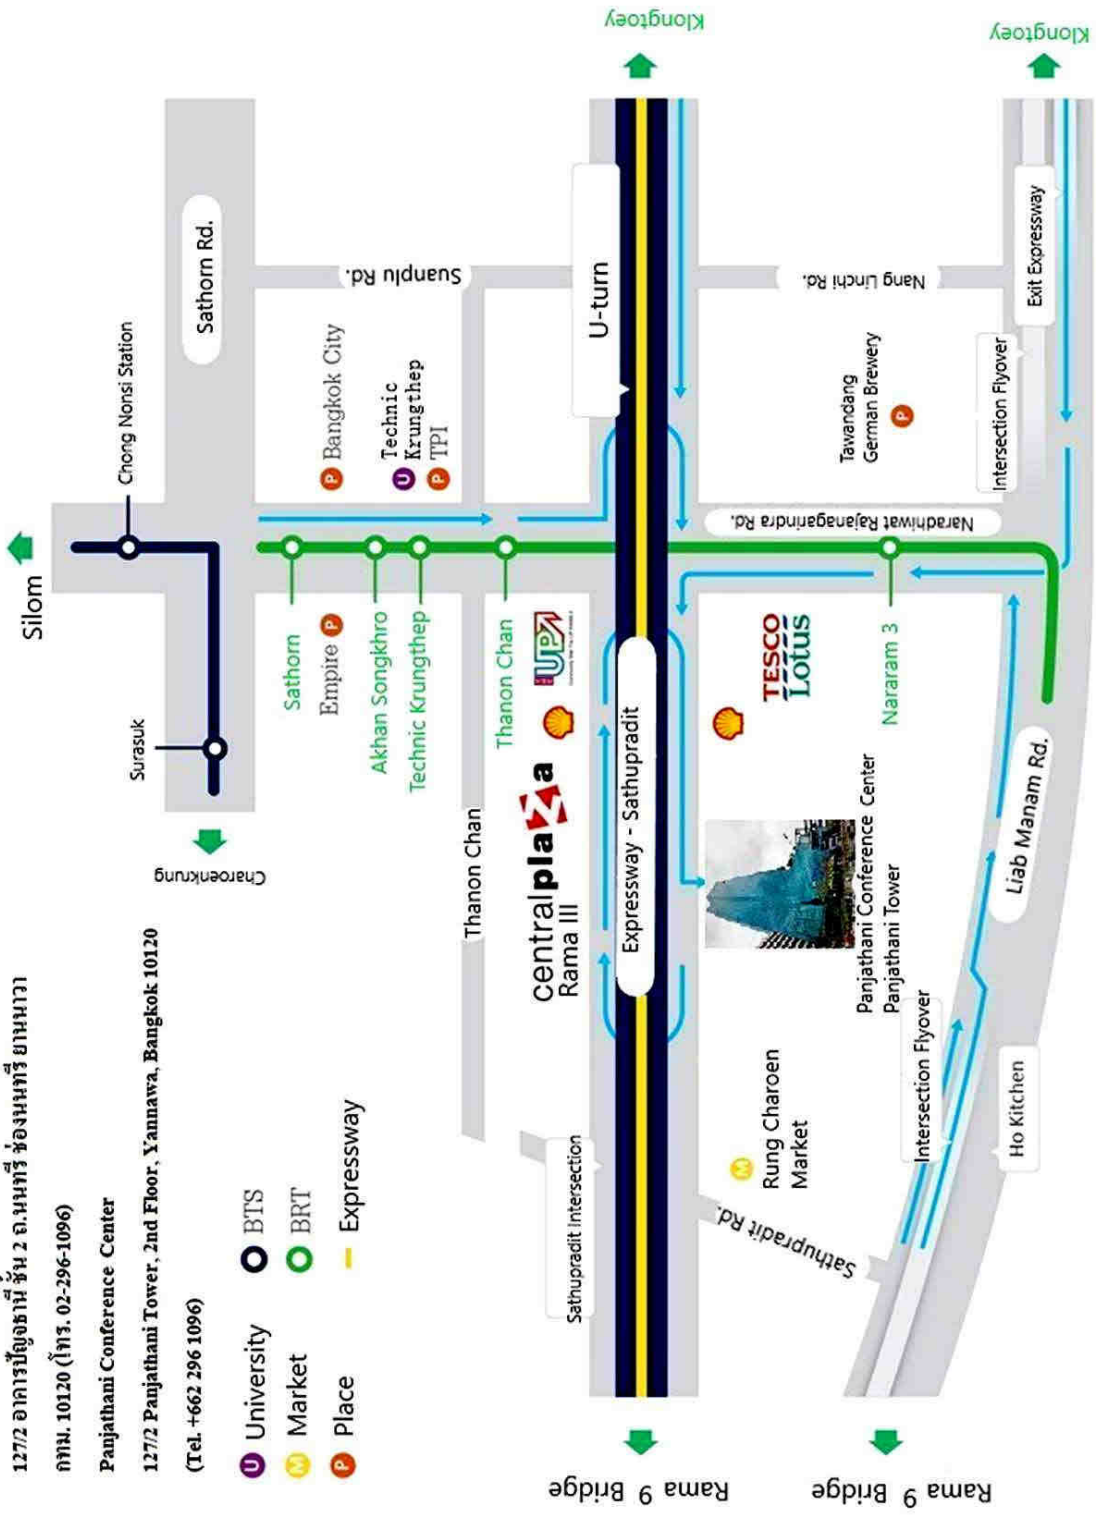 127/2 อาคารปัญจธานี ชั้น 2 ถ.นนทรี ช่องนนทรี ยานนาวา
กทม. 10120 (โทร. 02-296-1096)
Panjathani Conference Center
127/2 Panjathani Tower, 2nd Floor, Yannawa, Bangkok 10120
(Tel. +662 296 1096)
U University
M Market
P Place
BTS
BRT
Expressway
Silom
Chong Nonsi Station
Surasuk
Sathorn Rd.
Charoenkrung
Suanplu Rd.
P Bangkok City
U Technic
Krungthep
P TPI
Sathorn
Empire P
Akhan Songkhro
Technic Krungthep
Thanon Chan
Thanon Chan
UP
centralplaza
Rama III
U-turn
Klongtoey
Expressway - Sathupradit
Sathupradit Intersection
Rama 9 Bridge
Naradhiwat Rajanagarindra Rd.
Nang Linchi Rd.
Tawandang
German Brewery
P
TESCO
Lotus
Nararam 3
Panjathani Conference Center
Panjathani Tower
M Rung Charoen
Market
Sathupradit Rd.
Intersection Flyover
Ho Kitchen
Liab Manam Rd.
Intersection Flyover
Exit Expressway
Klongtoey
Rama 9 Bridge